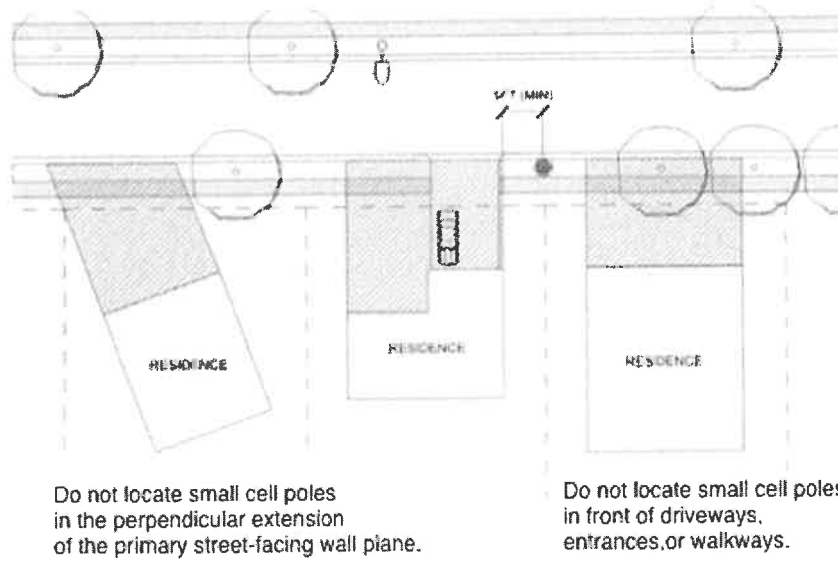 (MIN)
RESIDENCE
RESIDENCE
RESIDENCE
Do not locate small cell poles
in the perpendicular extension
of the primary street-facing wall plane.
Do not locate small cell poles
in front of driveways,
entrances,or walkways.